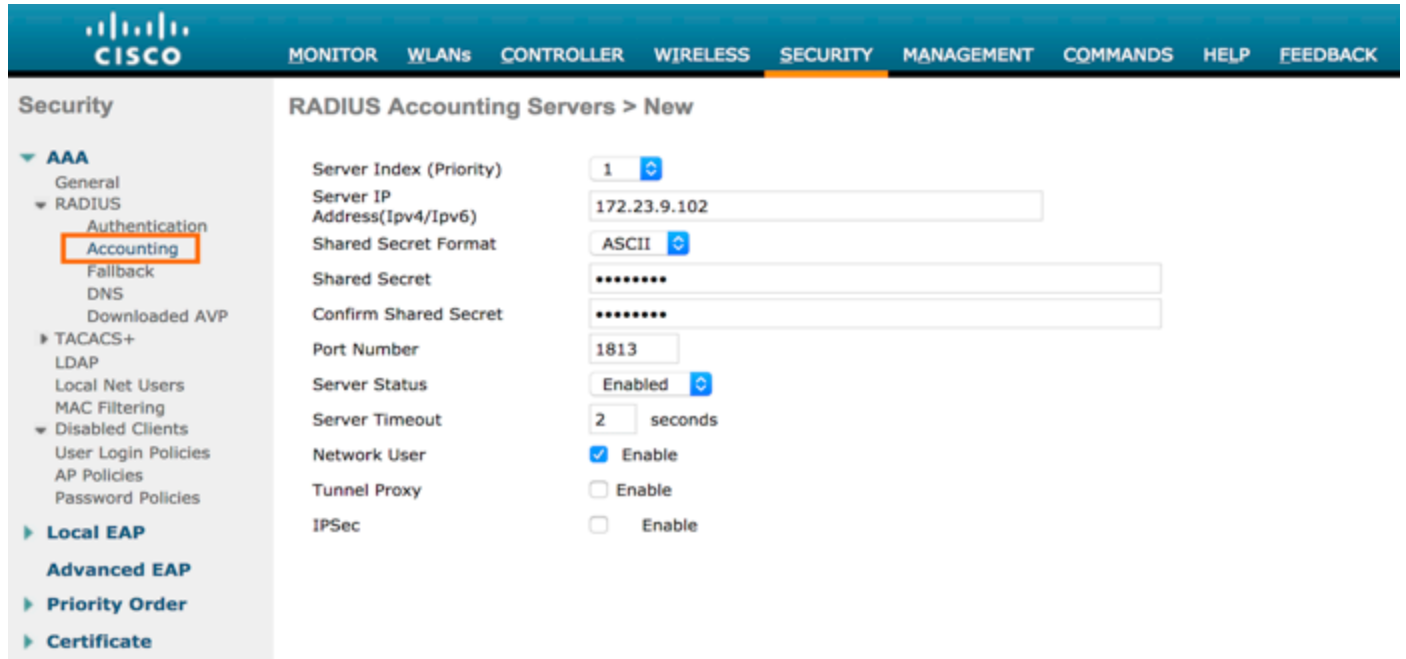 CISCO
MONITOR WLANs CONTROLLER WIRELESS SECURITY MANAGEMENT COMMANDS HELP FEEDBACK
Security
AAA
General
RADIUS
Authentication
Accounting
Fallback
DNS
Downloaded AVP
TACACS+
LDAP
Local Net Users
MAC Filtering
Disabled Clients
User Login Policies
AP Policies
Password Policies
Local EAP
Advanced EAP
Priority Order
Certificate
RADIUS Accounting Servers > New
Server Index (Priority) 1
Server IP
Address(Ipv4/Ipv6) 172.23.9.102
Shared Secret Format ASCII
Shared Secret ••••••••
Confirm Shared Secret ••••••••
Port Number 1813
Server Status Enabled
Server Timeout 2 seconds
Network User Enable
Tunnel Proxy Enable
IPSec Enable